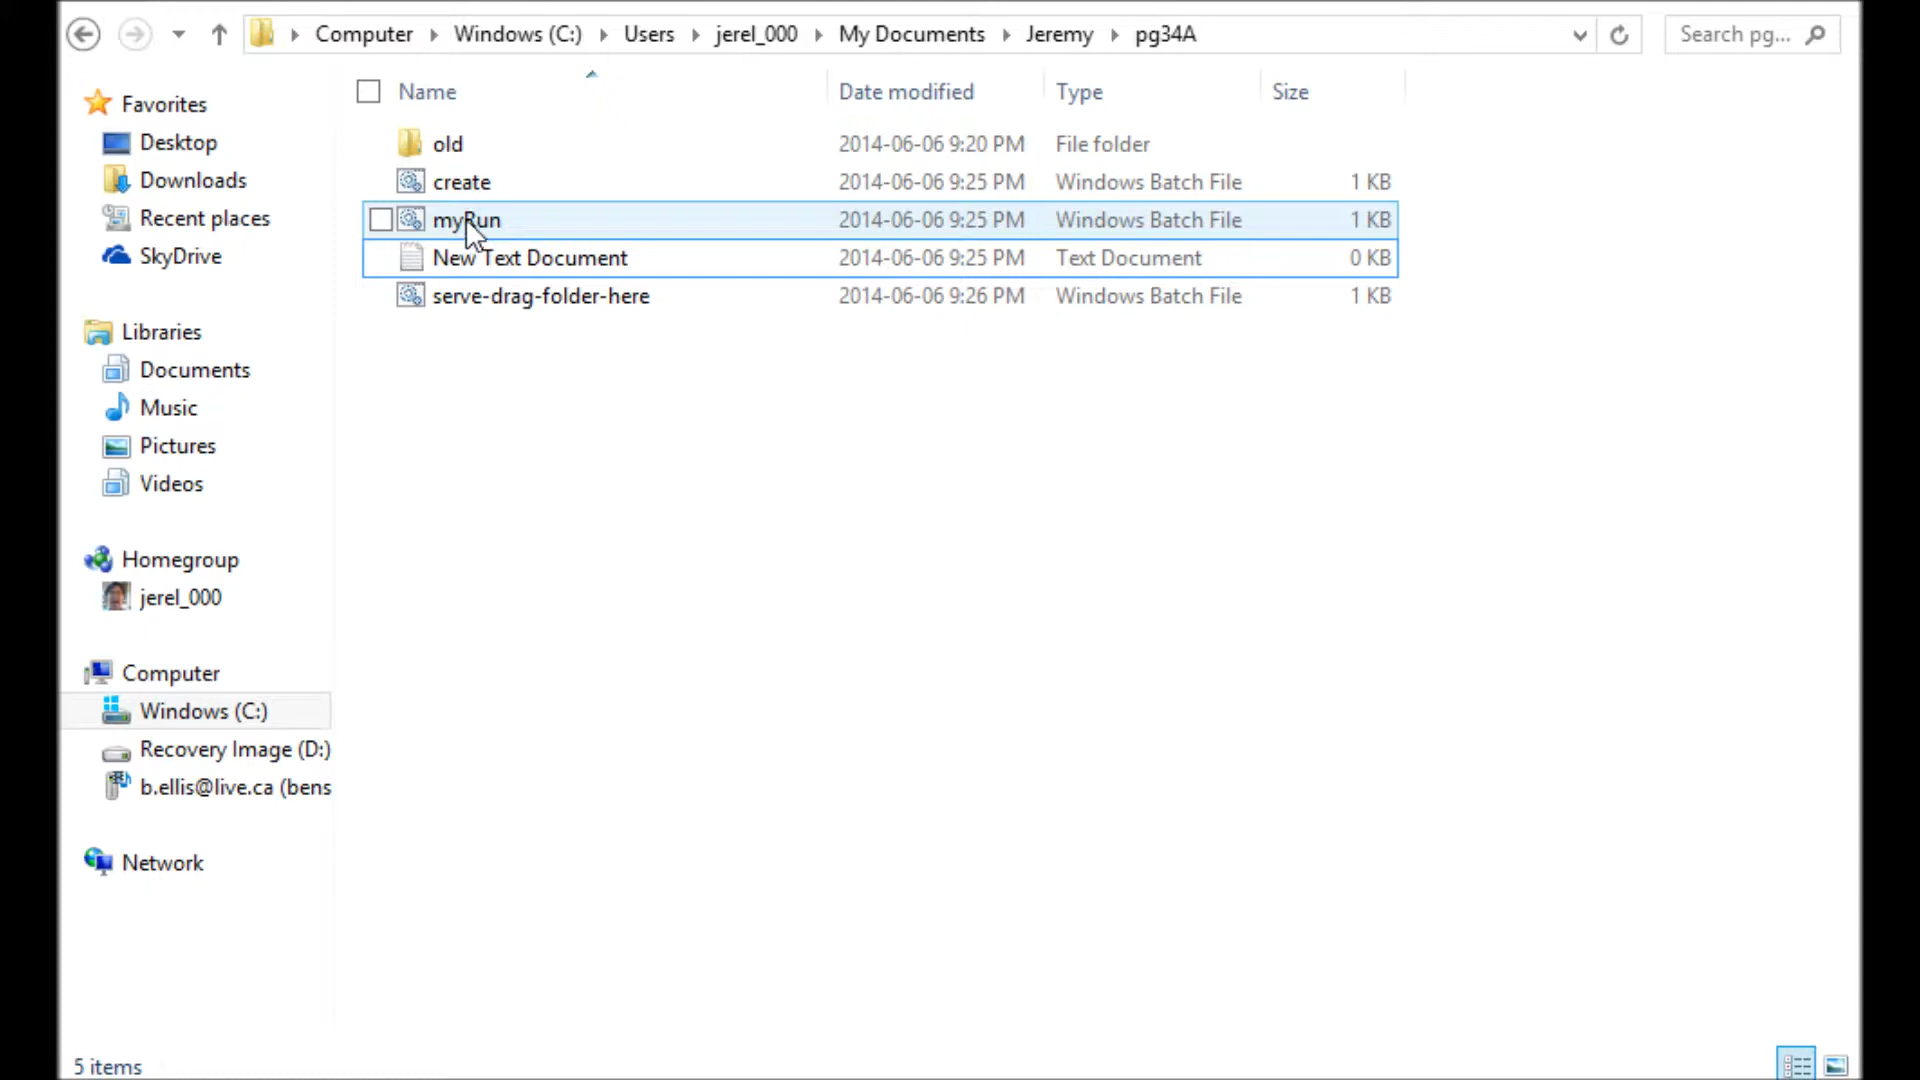 Computer Windows (C:) Users jerel_000 My Documents Jeremy pg34A Search pg...
Name Date modified Type Size
old 2014-06-06 9:20 PM File folder
create 2014-06-06 9:25 PM Windows Batch File 1 KB
myRun 2014-06-06 9:25 PM Windows Batch File 1 KB
New Text Document 2014-06-06 9:25 PM Text Document 0 KB
serve-drag-folder-here 2014-06-06 9:26 PM Windows Batch File 1 KB
Favorites
Desktop
Downloads
Recent places
SkyDrive
Libraries
Documents
Music
Pictures
Videos
Homegroup
jerel_000
Computer
Windows (C:)
Recovery Image (D:)
b.ellis@live.ca (bens
Network
5 items